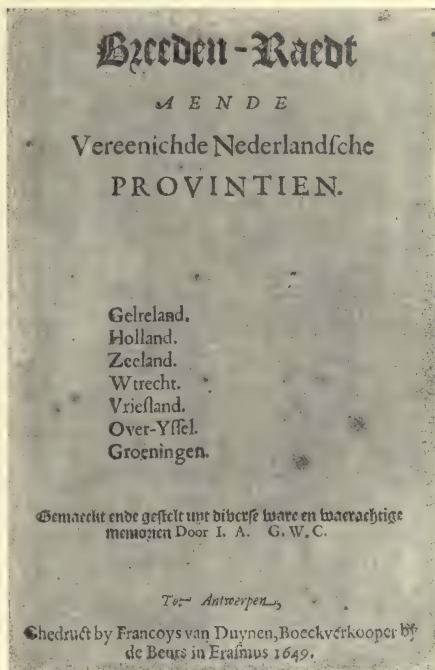 Breeden-Raedt
AENDE
Vereenichde Nederlandſche
PROVINTIEN.
Gelreland.
Holland.
Zeeland.
Wtrecht.
Vrieſland.
Over-Yſſel.
Groeningen.
Gemaeckt ende geſtelt uyt diverſe ware en waerachtige
memorien Door I. A. G. W. C.
Tot Antwerpen,
Ghedruct by Francoys van Duynen, Boeckverkooper by
de Beurs in Eraſmus 1649.